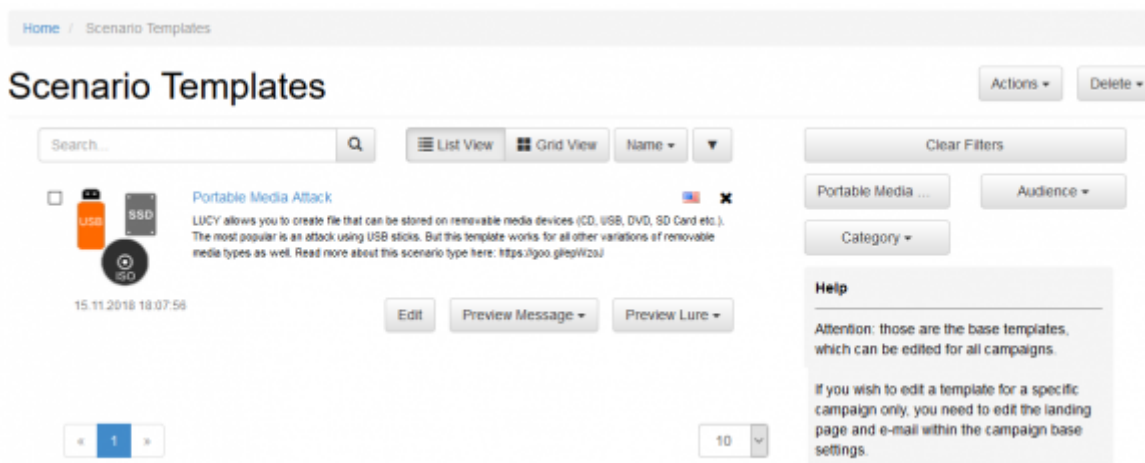 Home / Scenario Templates
Scenario Templates
Actions
Delete
Search...
List View
Grid View
Name
Clear Filters
Portable Media Attack
USB
SSD
ISO
LUCY allows you to create file that can be stored on removable media devices (CD, USB, DVD, SD Card etc.).
The most popular is an attack using USB sticks. But this template works for all other variations of removable
media types as well. Read more about this scenario type here:
15.11.2018 18:07:56
Edit
Preview Message
Preview Lure
Portable Media ...
Audience
Category
Help
Attention: those are the base templates,
which can be edited for all campaigns.
If you wish to edit a template for a specific
campaign only, you need to edit the landing
page and e-mail within the campaign base
settings.
« 1 »
10